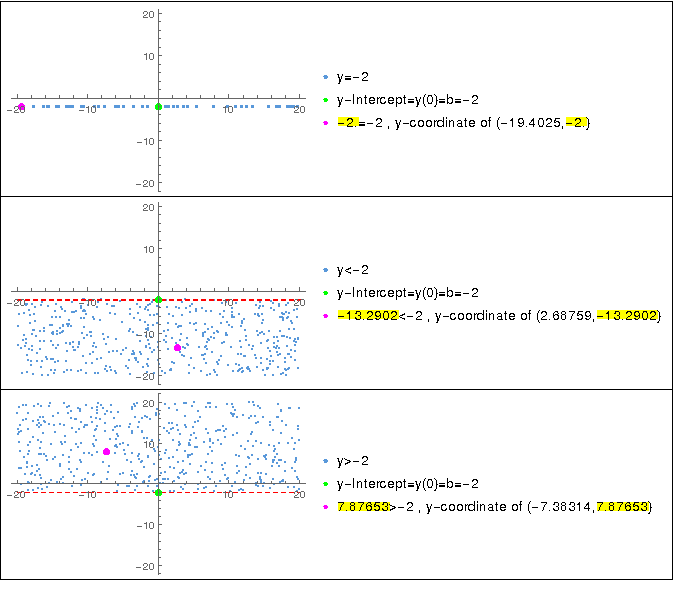 20
10
-20 -10 10 20
-10
-20
y=-2
y-Intercept=y(0)=b=-2
-2.=-2 , y-coordinate of (-19.4025,-2.}
20
10
-20 -10 10 20
-10
-20
y<-2
y-Intercept=y(0)=b=-2
-13.2902<-2 , y-coordinate of (2.68759,-13.2902}
20
10
-20 -10 10 20
-10
-20
y>-2
y-Intercept=y(0)=b=-2
7.87653>-2 , y-coordinate of (-7.38314,7.87653}